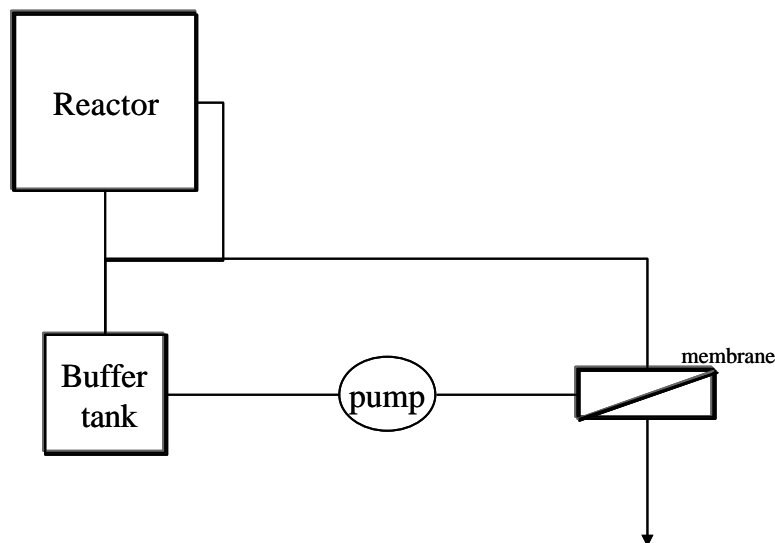 Reactor
Buffer
tank
pump
membrane